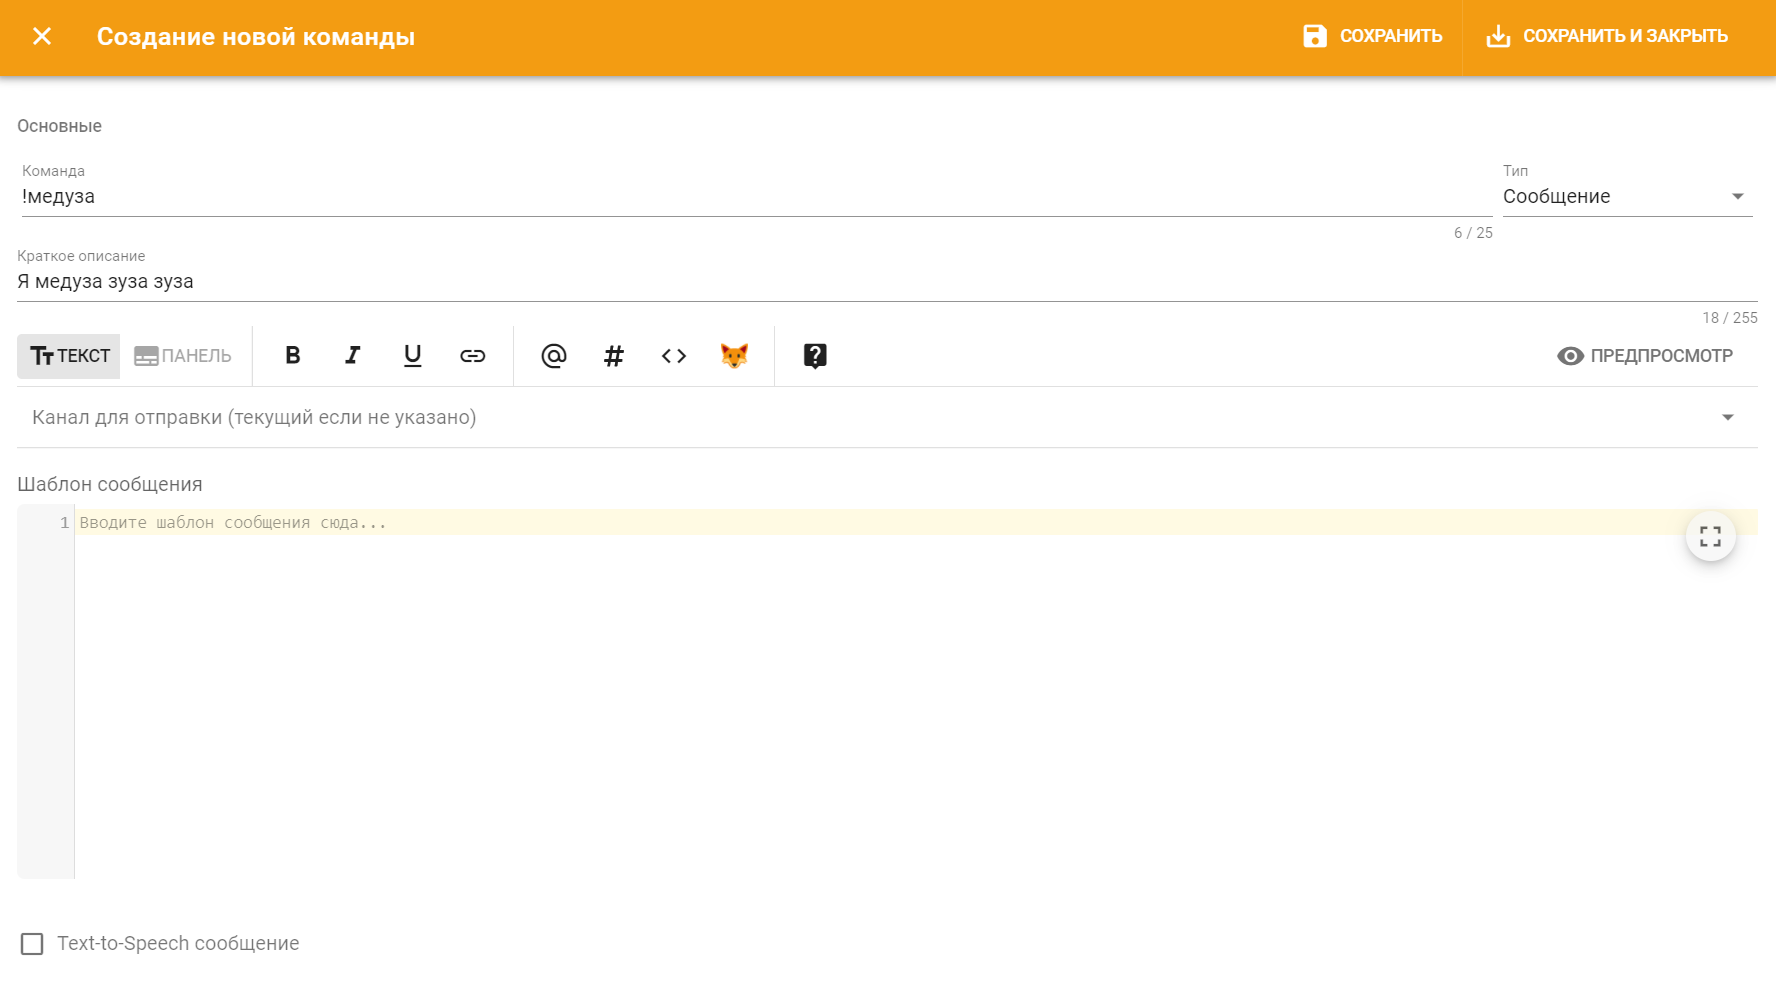 Создание новой команды
СОХРАНИТЬ
СОХРАНИТЬ И ЗАКРЫТЬ
Основные
Команда
!медуза
6 / 25
Тип
Сообщение
Краткое описание
Я медуза зуза зуза
18 / 255
ТЕКСТ ПАНЕЛЬ B I U @ # <> ?
ПРЕДПРОСМОТР
Канал для отправки (текущий если не указано)
Шаблон сообщения
1 Вводите шаблон сообщения сюда...
Text-to-Speech сообщение